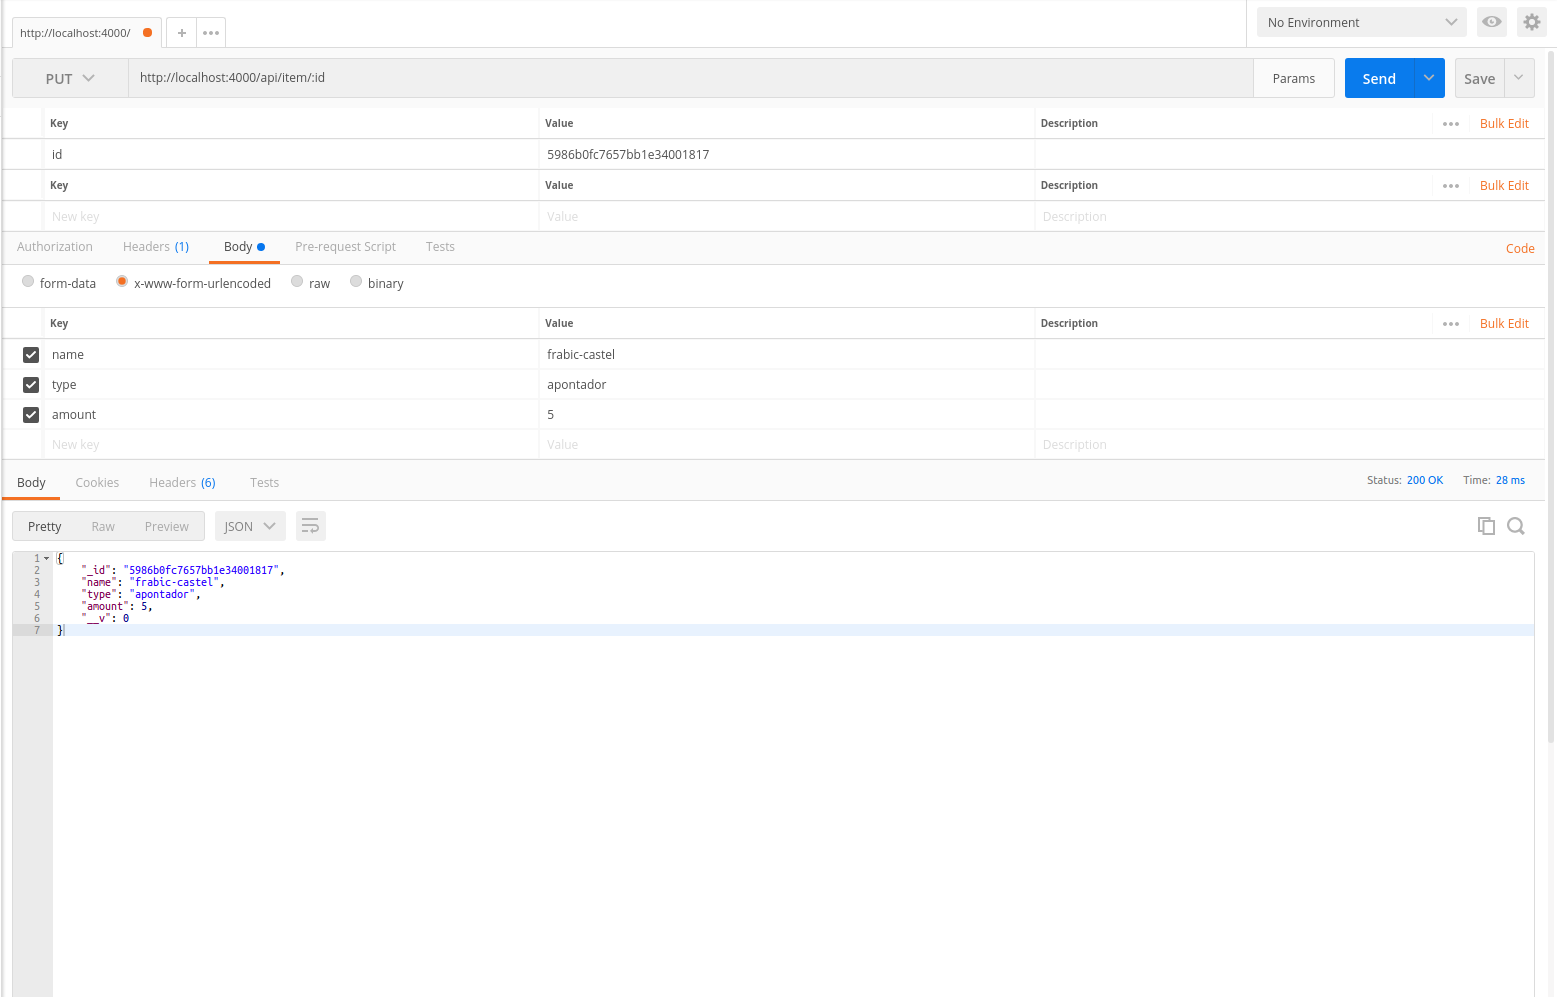 http://localhost:4000/
No Environment
PUT http://localhost:4000/api/item/:id Params Send Save
Key Value Description Bulk Edit
id 5986b0fc7657bb1e34001817
Key Value Description Bulk Edit
New key Value Description
Authorization Headers (1) Body Pre-request Script Tests Code
form-data x-www-form-urlencoded raw binary
Key Value Description Bulk Edit
name frabic-castel
type apontador
amount 5
New key Value Description
Body Cookies Headers (6) Tests Status: 200 OK Time: 28 ms
Pretty Raw Preview JSON
1 {
2 "_id": "5986b0fc7657bb1e34001817",
3 "name": "frabic-castel",
4 "type": "apontador",
5 "amount": 5,
6 "__v": 0
7 }